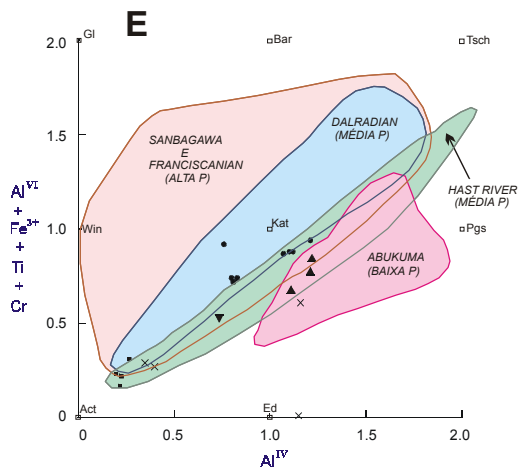 E
2.0
Gl
Bar
Tsch
SANBAGAWA
E
FRANCISCANIAN
(ALTA P)
DALRADIAN
(MÉDIA P)
1.5
HAST RIVER
(MÉDIA P)
Al^VI
+
Fe^3+
+
Ti
+
Cr
1.0
Win
Kat
Pgs
ABUKUMA
(BAIXA P)
0.5
0
Act
Ed
0
0.5
1.0
1.5
2.0
Al^IV